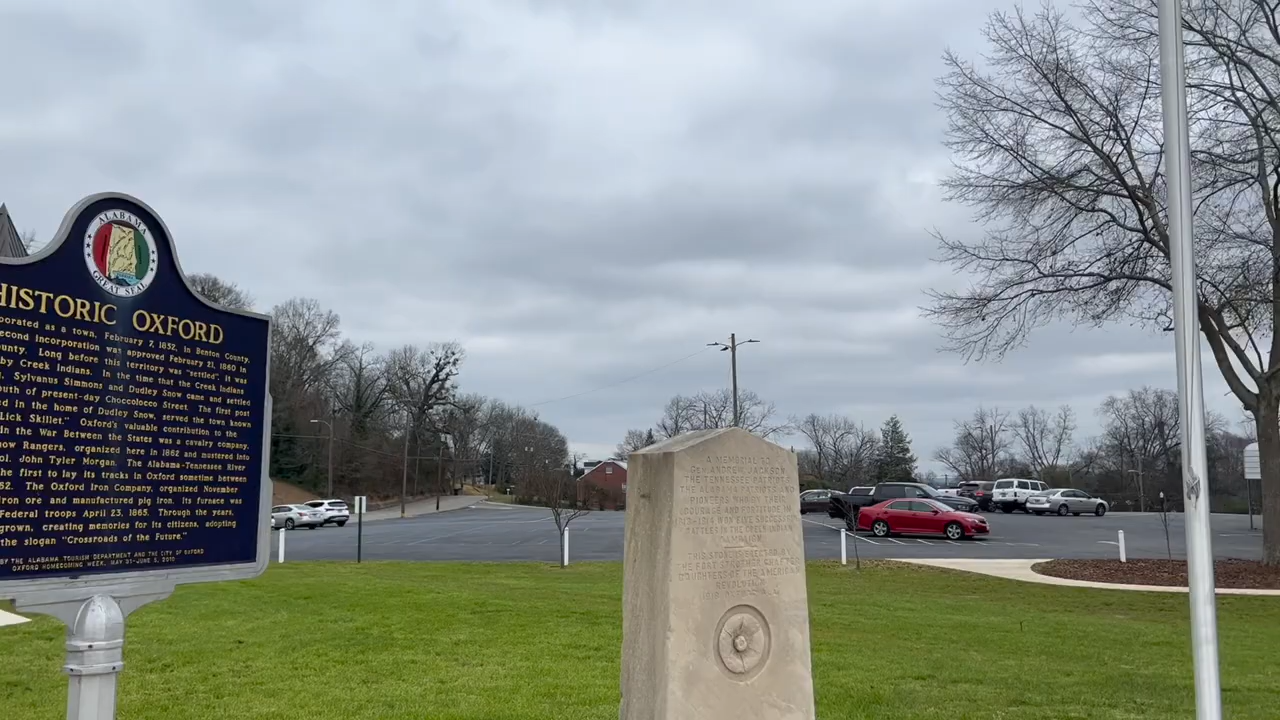 ALABAMA
GREAT SEAL
HISTORIC OXFORD
porated as a town, February 7, 1852, in Benton County,
econd incorporation was approved February 21, 1860 in
ounty. Long before this territory was "settled", it was
by Creek Indians. In the time that the Creek Indians
Sylvanus Simmons and Dudley Snow came and settled
outh of present-day Choccolocco Street. The first post
ed in the home of Dudley Snow, served the town known
Lick Skillet." Oxford's valuable contribution to the
in the War Between the States was a cavalry company,
now Rangers, organized here in 1862 and mustered into
ol. John Tyler Morgan. The Alabama-Tennessee River
the first to lay its tracks in Oxford sometime between
62. The Oxford Iron Company, organized November
iron ore and manufactured pig iron. Its furnace was
Federal troops April 23, 1865. Through the years,
grown, creating memories for its citizens, adopting
the slogan "Crossroads of the Future."
BY THE ALABAMA TOURISM DEPARTMENT AND THE CITY OF OXFORD
OXFORD HOMECOMING WEEK, MAY 31-JUNE 5, 2010
A MEMORIAL TO
GEN. ANDREW JACKSON
THE TENNESSEE
THE ALABAMA PATRIOTS AND
PIONEERS WHOSE THEIR
COURAGE AND FORTITUDE IN
1813-1814 WON FIVE SUCCESSFUL
BATTLES IN THE CREEK INDIAN
CAMPAIGN
THIS STONE ERECTED BY
THE FORT CHAPTER
DAUGHTERS OF THE AMERICAN
REVOLUTION